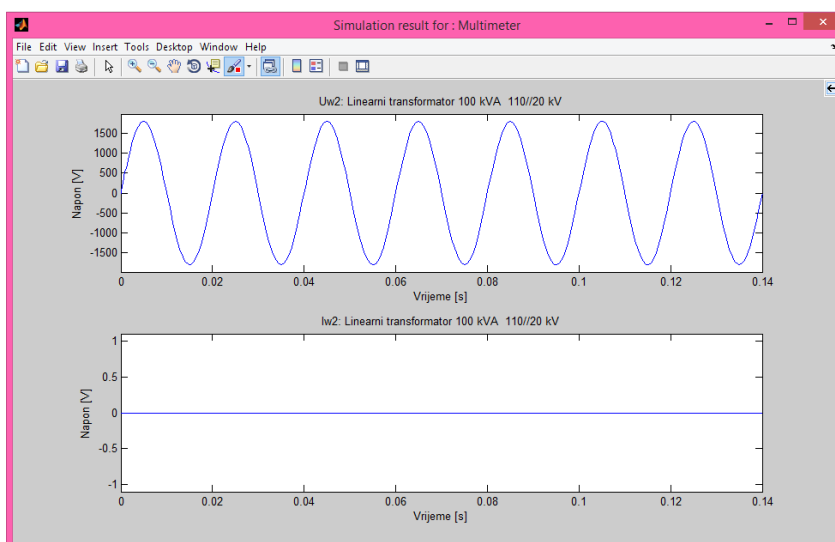 Simulation result for : Multimeter
File Edit View Insert Tools Desktop Window Help
Uw2: Linearni transformator 100 kVA 110//20 kV
1500
1000
500
0
-500
-1000
-1500
Napon [V]
0 0.02 0.04 0.06 0.08 0.1 0.12 0.14
Vrijeme [s]
Iw2: Linearni transformator 100 kVA 110//20 kV
1
0.5
0
-0.5
-1
Napon [V]
0 0.02 0.04 0.06 0.08 0.1 0.12 0.14
Vrijeme [s]